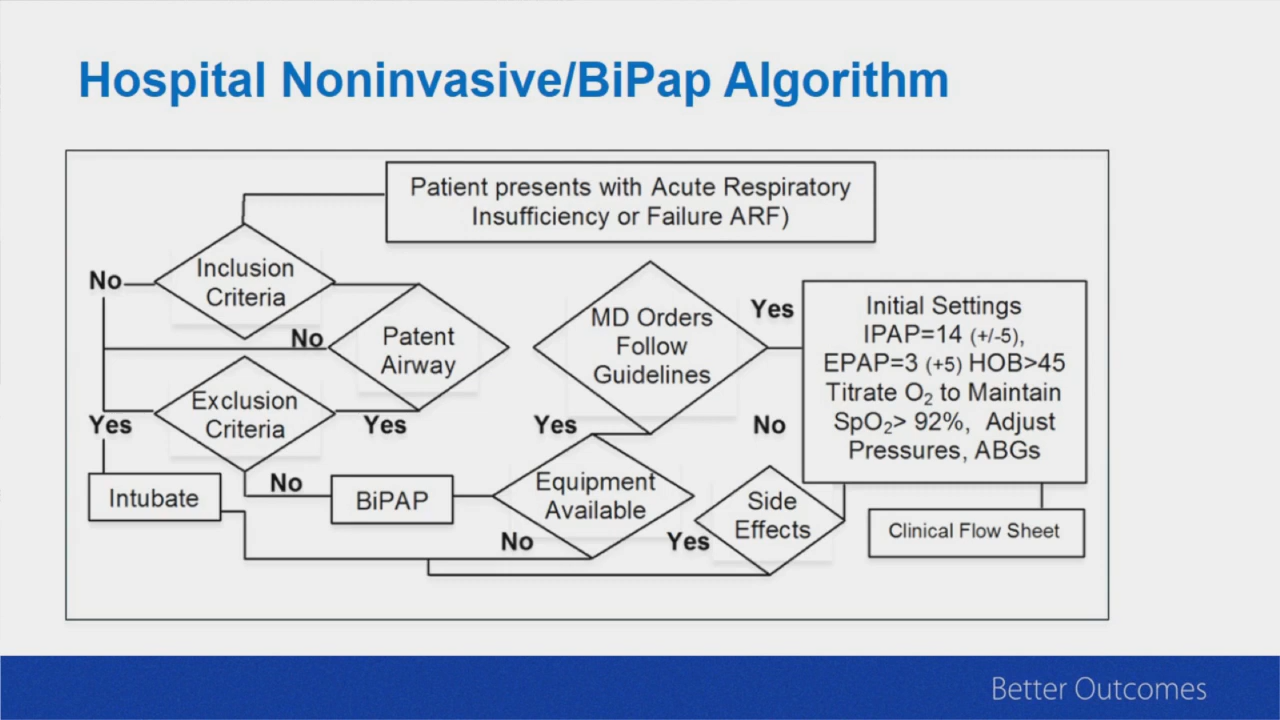 Hospital Noninvasive/BiPap Algorithm
Patient presents with Acute Respiratory
Insufficiency or Failure ARF)
Inclusion
Criteria
No
Patent
Airway
No
Exclusion
Criteria
Yes
Yes
Intubate
No
BiPAP
MD Orders
Follow
Guidelines
Yes
Yes
No
Equipment
Available
No
Yes
Side
Effects
Initial Settings
IPAP=14 (+/-5),
EPAP=3 (+5) HOB>45
Titrate O₂ to Maintain
SpO₂> 92%, Adjust
Pressures, ABGs
Clinical Flow Sheet
Better Outcomes